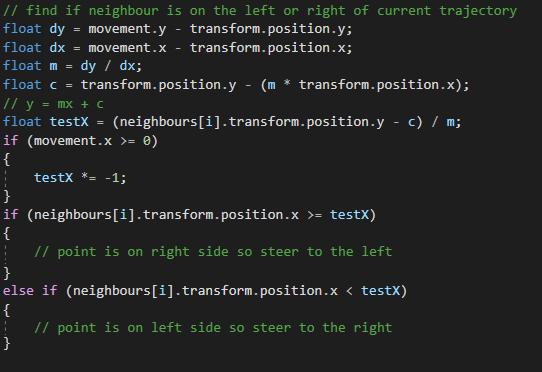 // find if neighbour is on the left or right of current trajectory
float dy = movement.y - transform.position.y;
float dx = movement.x - transform.position.x;
float m = dy / dx;
float c = transform.position.y - (m * transform.position.x);
// y = mx + c
float testX = (neighbours[i].transform.position.y - c) / m;
if (movement.x >= 0)
{
    testX *= -1;
}
if (neighbours[i].transform.position.x >= testX)
{
    // point is on right side so steer to the left
}
else if (neighbours[i].transform.position.x < testX)
{
    // point is on left side so steer to the right
}